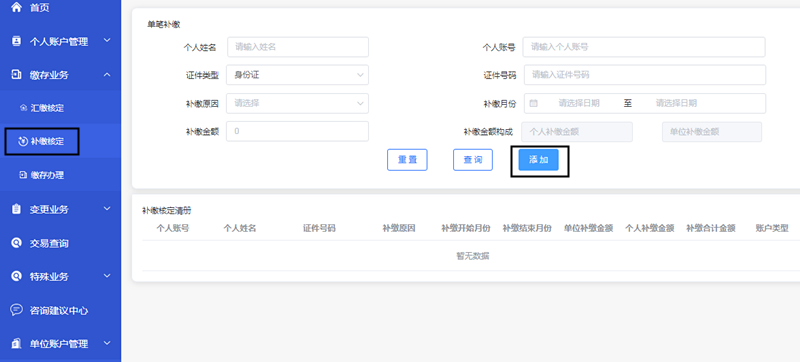 首页
个人账户管理
缴存业务
汇缴核定
补缴核定
缴存办理
变更业务
交易查询
特殊业务
咨询建议中心
单位账户管理
单笔补缴
个人姓名 请输入姓名 个人账号 请输入个人账号
证件类型 身份证 证件号码 请输入证件号码
补缴原因 请选择 补缴月份 请选择日期 至 请选择日期
补缴金额 0 补缴金额构成 个人补缴金额 单位补缴金额
重置 查询 添加
补缴核定清册
个人账号 个人姓名 证件号码 补缴原因 补缴开始月份 补缴结束月份 单位补缴金额 个人补缴金额 补缴合计金额 账户类型
暂无数据